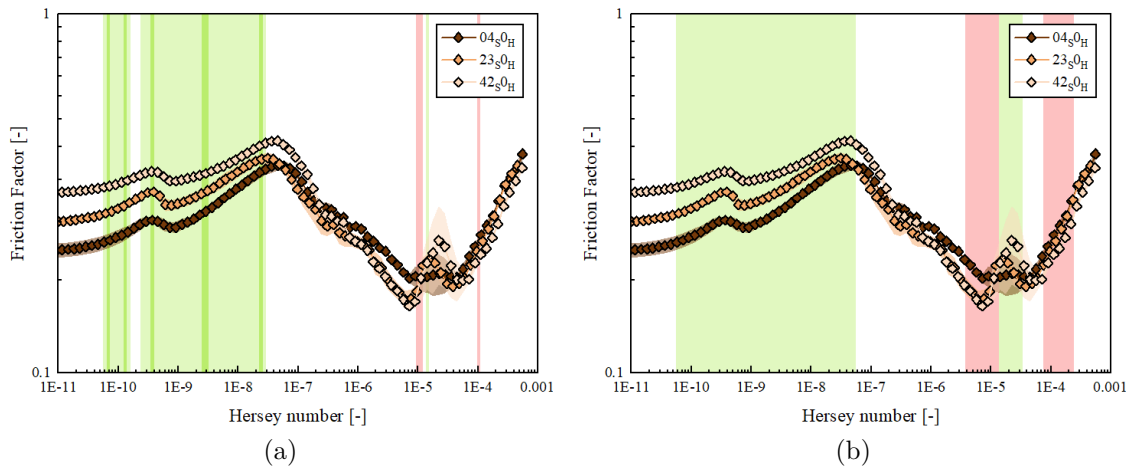 1
0.1
Friction Factor [-]
04S0H
23S0H
42S0H
1E-11 1E-10 1E-9 1E-8 1E-7 1E-6 1E-5 1E-4 0.001
Hersey number [-]
(a)
1
0.1
Friction Factor [-]
04S0H
23S0H
42S0H
1E-11 1E-10 1E-9 1E-8 1E-7 1E-6 1E-5 1E-4 0.001
Hersey number [-]
(b)